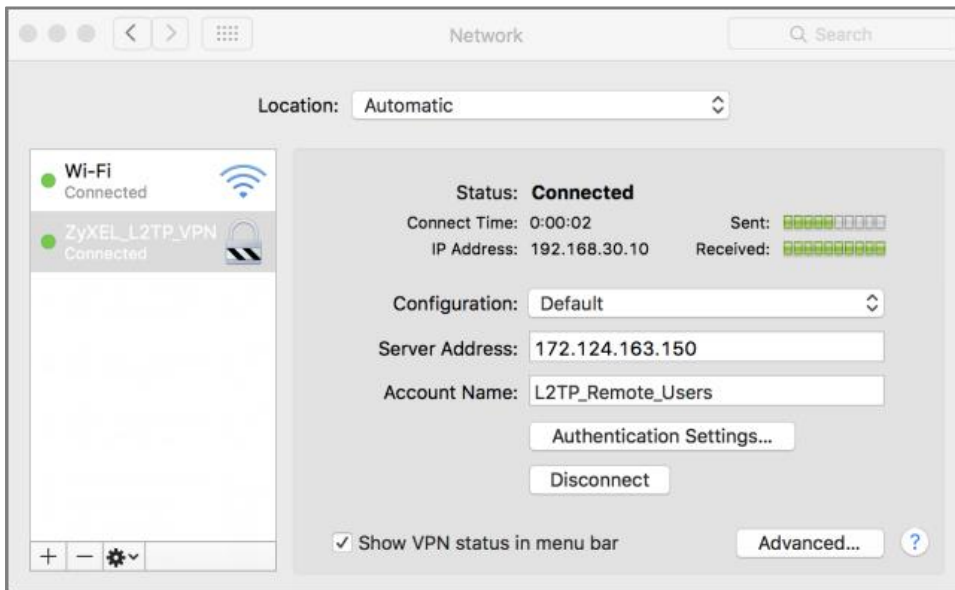 Network
Search
Location: Automatic
Wi-Fi
Connected
ZyXEL_L2TP_VPN
Connected
Status: Connected
Connect Time: 0:00:02 Sent:
IP Address: 192.168.30.10 Received:
Configuration: Default
Server Address: 172.124.163.150
Account Name: L2TP_Remote_Users
Authentication Settings...
Disconnect
Show VPN status in menu bar
Advanced...
?